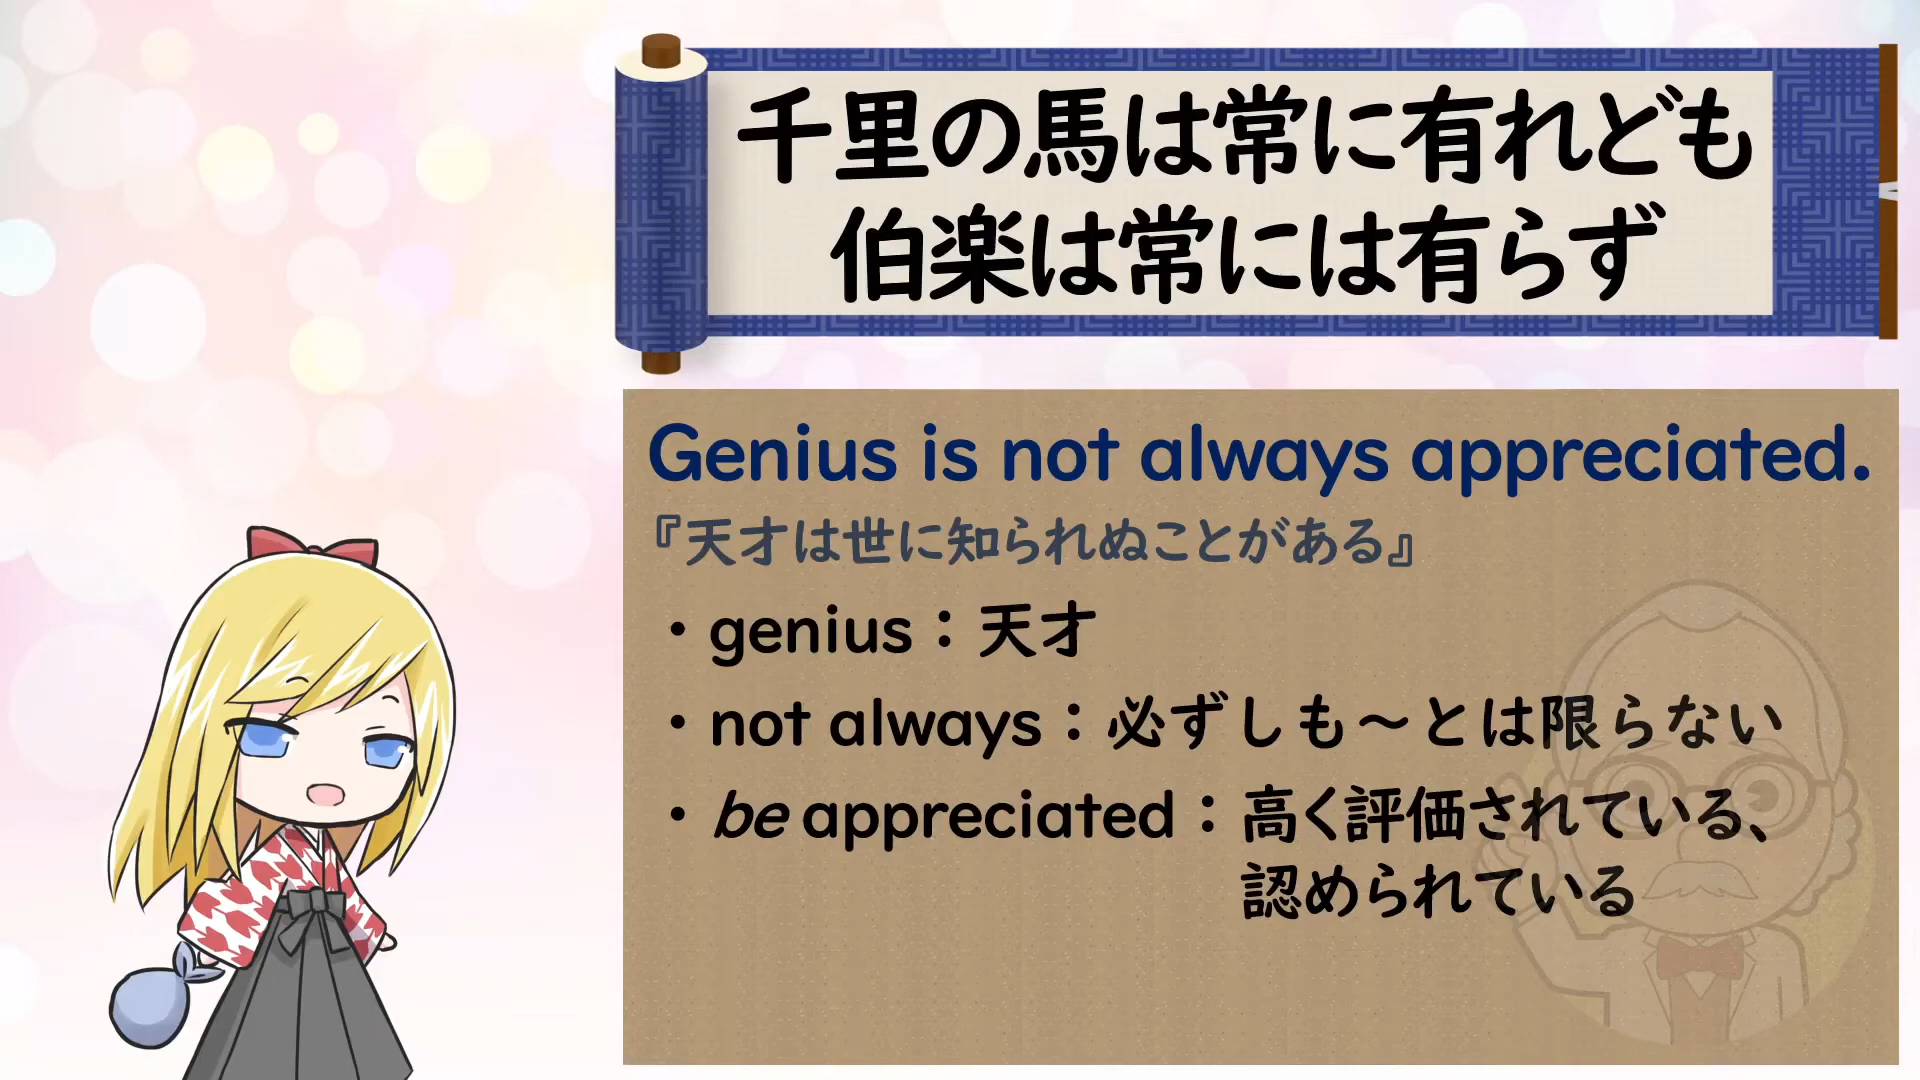 千里の馬は常に有れども
伯楽は常には有らず
Genius is not always appreciated.
『天才は世に知られぬことがある』
・genius：天才
・not always：必ずしも～とは限らない
・be appreciated：高く評価されている、
認められている